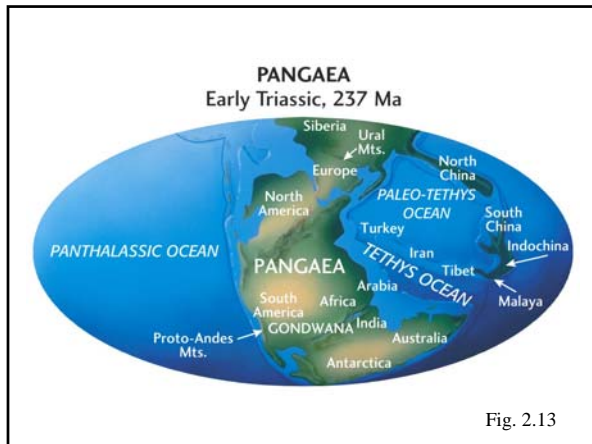 PANGAEA
Early Triassic, 237 Ma
Siberia
Ural
Mts.
Europe
North
China
North
America
PALEO-TETHYS
OCEAN
Turkey
South
China
Indochina
PANTHALASSIC OCEAN
Iran
PANGAEA
TETHYS OCEAN
Tibet
Malaya
Arabia
South
America
Africa
India
GONDWANA
Proto-Andes
Mts.
Australia
Antarctica
Fig. 2.13